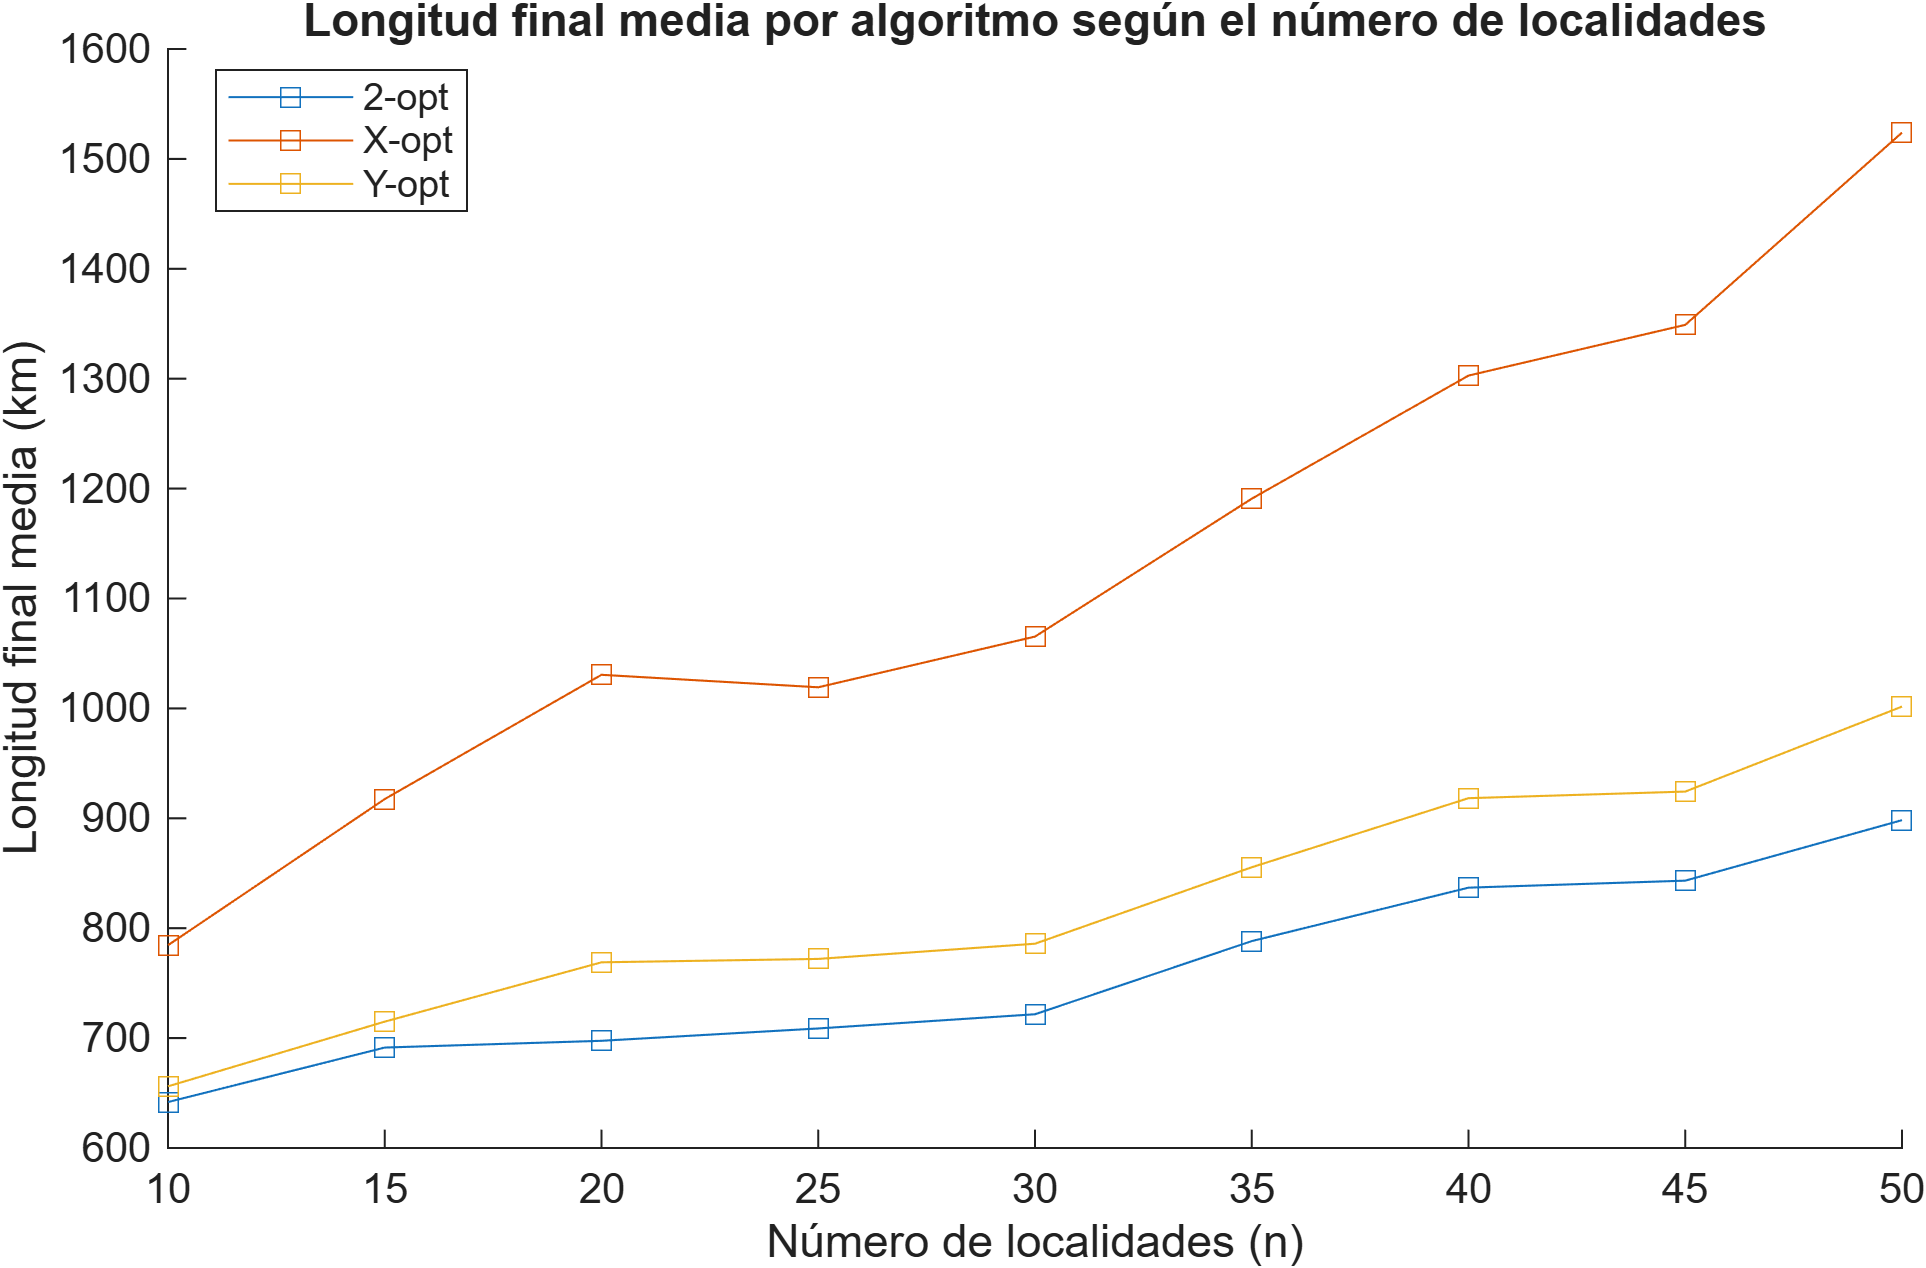 Longitud final media por algoritmo según el número de localidades
2-opt
X-opt
Y-opt
Longitud final media (km)
1600
1500
1400
1300
1200
1100
1000
900
800
700
600
10 15 20 25 30 35 40 45 50
Número de localidades (n)